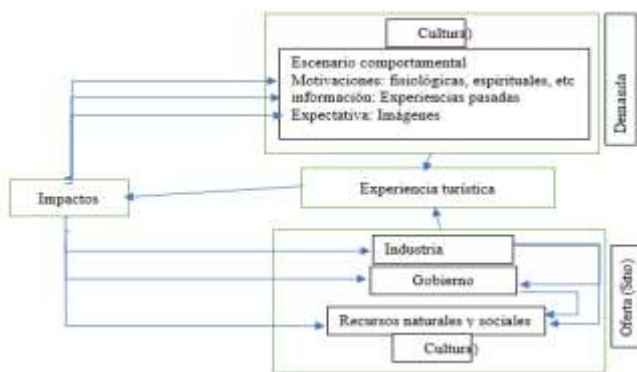 Cultura)
Escenario comportamental
Motivaciones: fisiológicas, espirituales, etc
información: Experiencias pasadas
Expectativa: Imágenes
Demanda
Impactos
Experiencia turística
Industria
Gobierno
Recursos naturales y sociales
Cultura)
Oferta